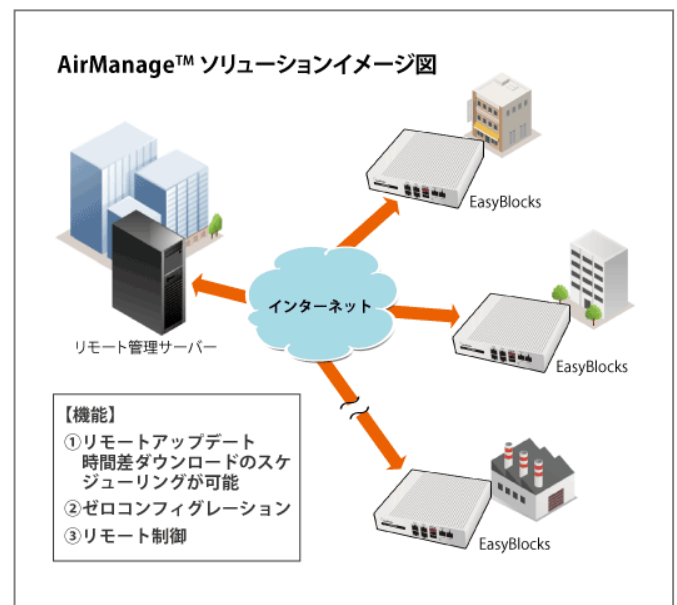 AirManage™ ソリューションイメージ図
EasyBlocks
インターネット
リモート管理サーバー
EasyBlocks
【機能】
①リモートアップデート
時間差ダウンロードのスケ
ジューリングが可能
②ゼロコンフィグレーション
③リモート制御
EasyBlocks